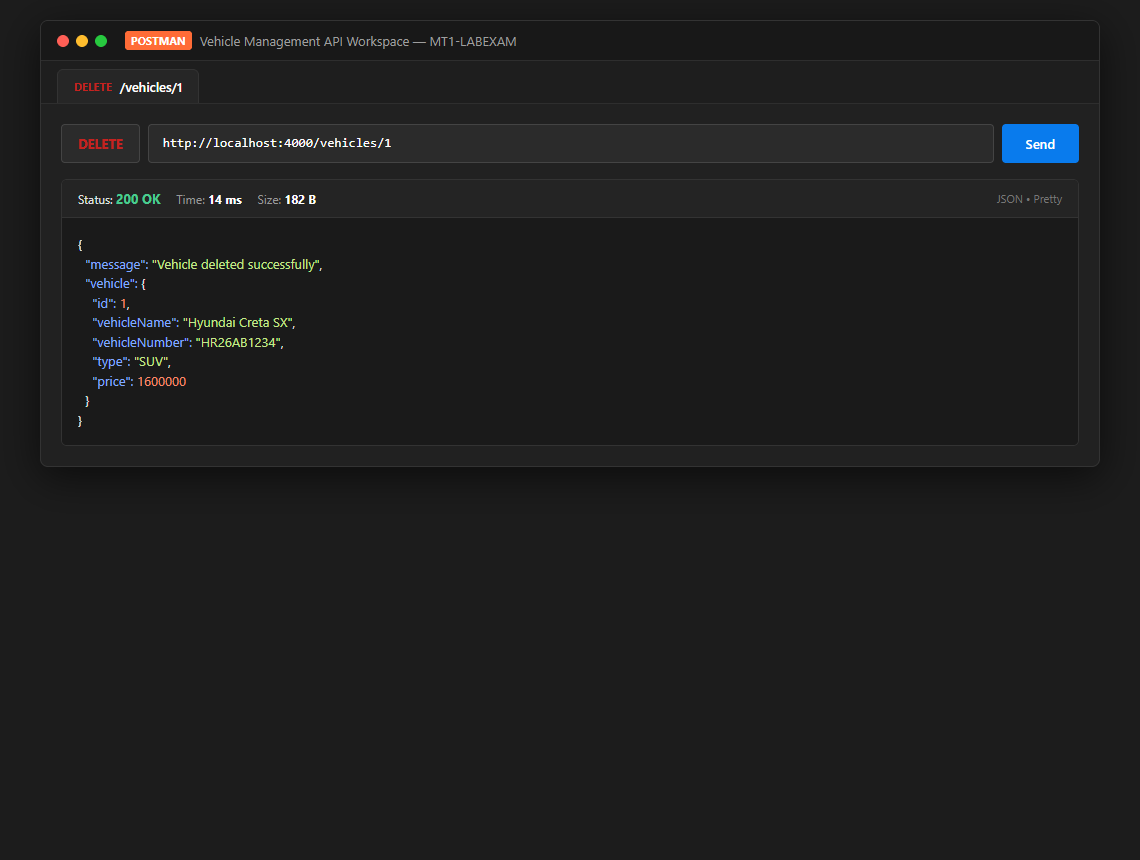 POSTMAN Vehicle Management API Workspace — MT1-LABEXAM
DELETE /vehicles/1
DELETE http://localhost:4000/vehicles/1 Send
Status: 200 OK Time: 14 ms Size: 182 B JSON • Pretty
{
"message": "Vehicle deleted successfully",
"vehicle": {
"id": 1,
"vehicleName": "Hyundai Creta SX",
"vehicleNumber": "HR26AB1234",
"type": "SUV",
"price": 1600000
}
}